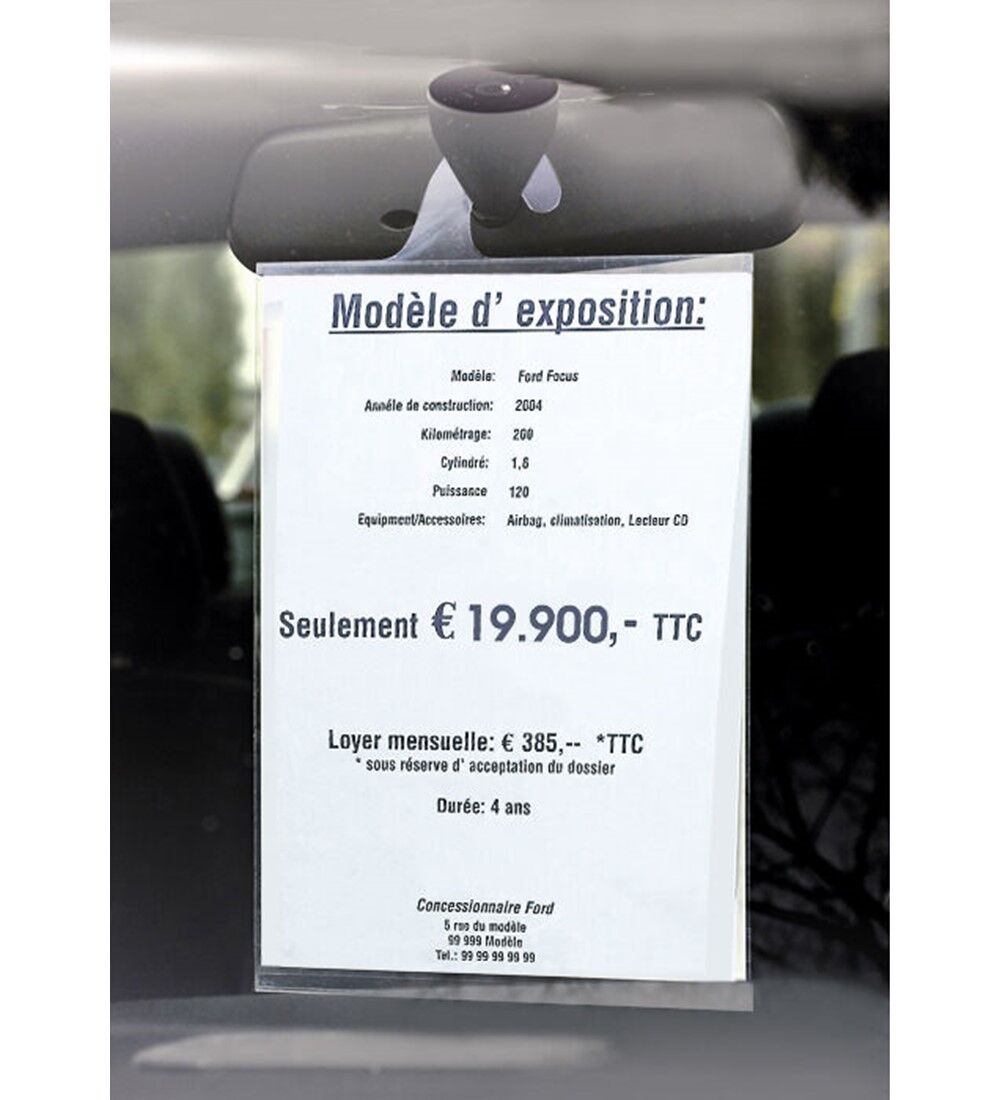 Modèle d' exposition:
Modèle: Ford Focus
Annéle de construction: 2004
Kilométrage: 200
Cylindré: 1,6
Puissance 120
Equipment/Accessoires: Airbag, climatisation, Lecteur CD
Seulement € 19.900,- TTC
Loyer mensuelle: € 385,-- *TTC
* sous réserve d' acceptation du dossier
Durée: 4 ans
Concessionnaire Ford
5 rue du modèle
99 999 Modèle
Tel.: 99 99 99 99 99